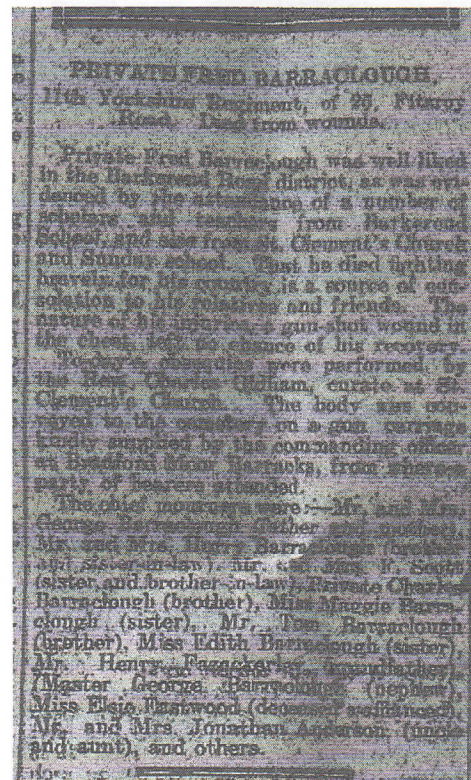 PRIVATE FRED BARRACLOUGH,
11th Yorkshire Regiment, of 27, Fitzroy
Road. Died from wounds.
Private Fred Barraclough was well liked
in the Barkerend Road district, as was evi-
denced by the attendance of a number of
scholars and teachers from Barkerend
School, and also from St. Clement's Church
and Sunday school. That he died fighting
bravely for his country is a source of con-
solation to his relatives and friends. The
nature of his injuries, a gun-shot wound in
the chest, left no chance of his recovery.
To-day's obsequies were performed by
the Rev. Charles Oldham, curate at St.
Clement's Church. The body was con-
veyed to the cemetery on a gun carriage
kindly supplied by the commanding officer
at Bradford Moor Barracks, from whence a
party of bearers attended.
The chief mourners were:—Mr. and Mrs.
George Barraclough (father and mother),
Mr. and Mrs. Harry Barraclough (brother
and sister-in-law), Mr. and Mrs. F. Scott
(sister and brother-in-law), Private Charles
Barraclough (brother), Miss Maggie Barra-
clough (sister), Mr. Tom Barraclough
(brother), Miss Edith Barraclough (sister),
Mr. Henry (grandfather),
(Master George Barraclough (nephew),
Miss Elsie Eastwood (deceased's),
Mr. and Mrs. Jonathan Anderson (uncle
and aunt), and others.